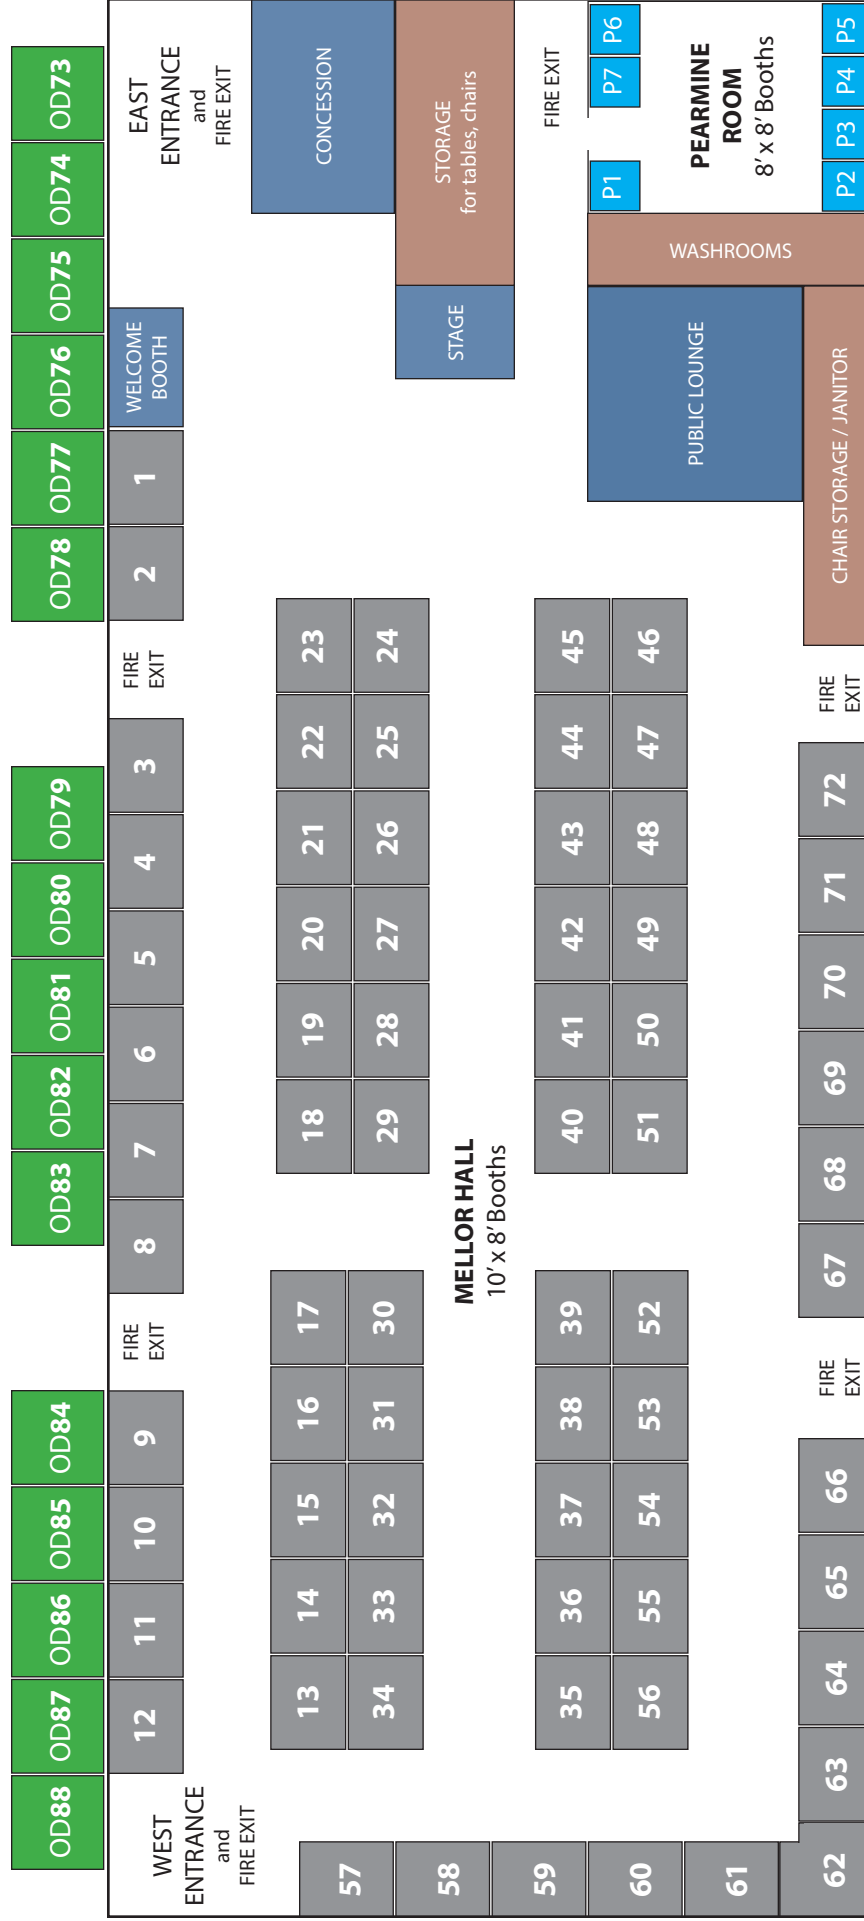 OD88
OD87
OD86
OD85
OD84
OD83
OD82
OD81
OD80
OD79
OD78
OD77
OD76
OD75
OD74
OD73
WEST
ENTRANCE
and
FIRE EXIT
12
11
10
9
FIRE
EXIT
8
7
6
5
4
3
FIRE
EXIT
2
1
WELCOME
BOOTH
EAST
ENTRANCE
and
FIRE EXIT
13
14
15
16
17
18
19
20
21
22
23
CONCESSION
34
33
32
31
30
29
28
27
26
25
24
STAGE
STORAGE
for tables, chairs
MELLOR HALL
10' x 8' Booths
FIRE EXIT
35
36
37
38
39
40
41
42
43
44
45
56
55
54
53
52
51
50
49
48
47
46
PUBLIC LOUNGE
WASHROOMS
P1
P7
P6
PEARMINE
ROOM
8' x 8' Booths
P2
P3
P4
P5
57
58
59
60
61
62
63
64
65
66
FIRE
EXIT
67
68
69
70
71
72
FIRE
EXIT
CHAIR STORAGE / JANITOR